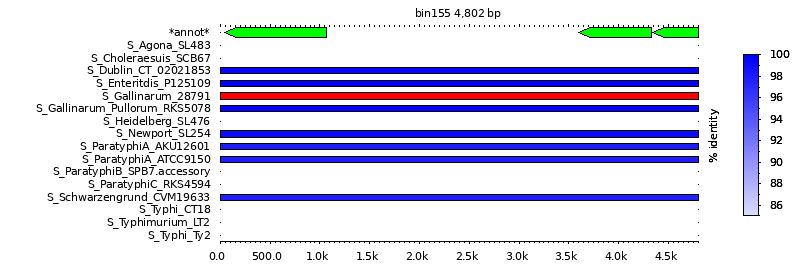 bin155 4,802 bp
*annot*
S_Agona_SL483
S_Choleraesuis_SCB67
S_Dublin_CT_02021853
S_Enteritdis_P125109
S_Gallinarum_28791
S_Gallinarum_Pullorum_RKS5078
S_Heidelberg_SL476
S_Newport_SL254
S_ParatyphiA_AKU12601
S_ParatyphiA_ATCC9150
S_ParatyphiB_SPB7.accessory
S_ParatyphiC_RKS4594
S_Schwarzengrund_CVM19633
S_Typhi_CT18
S_Typhimurium_LT2
S_Typhi_Ty2
0.0 500.0 1.0k 1.5k 2.0k 2.5k 3.0k 3.5k 4.0k 4.5k
% identity
100
98
96
94
92
90
88
86